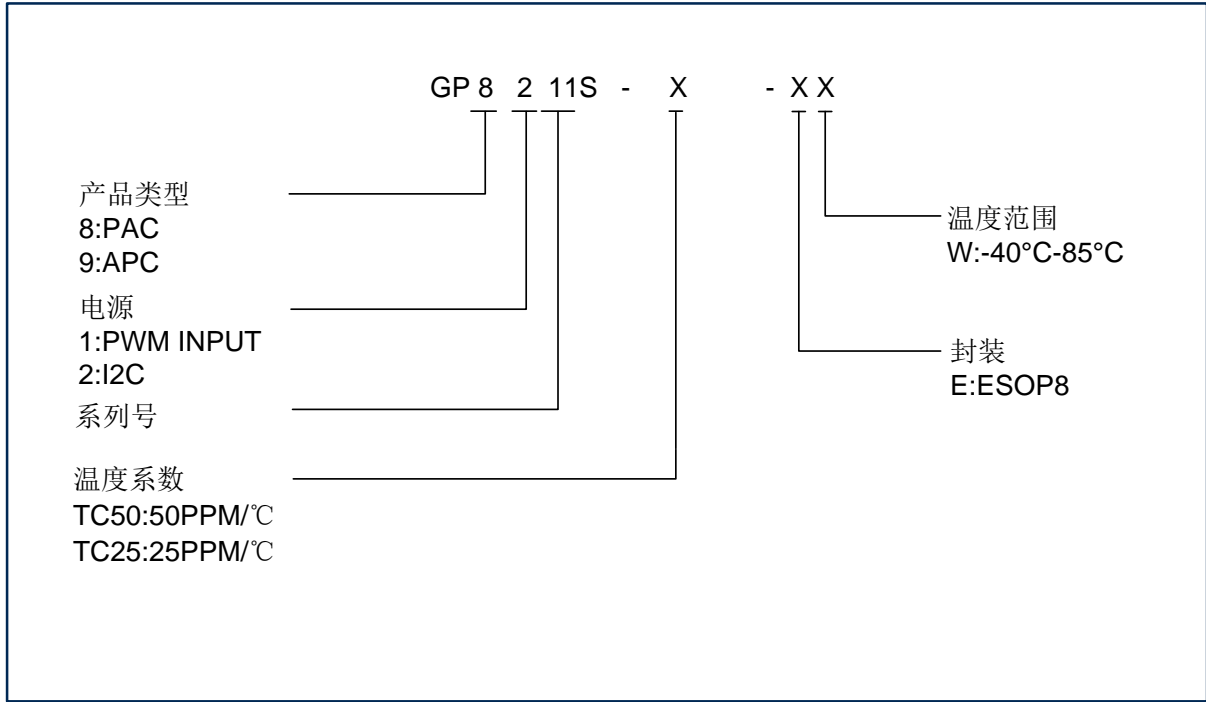 GP 8 2 11S - X - X X
产品类型
8:PAC
9:APC
电源
1:PWM INPUT
2:I2C
系列号
温度系数
TC50:50PPM/℃
TC25:25PPM/℃
温度范围
W:-40°C-85°C
封装
E:ESOP8